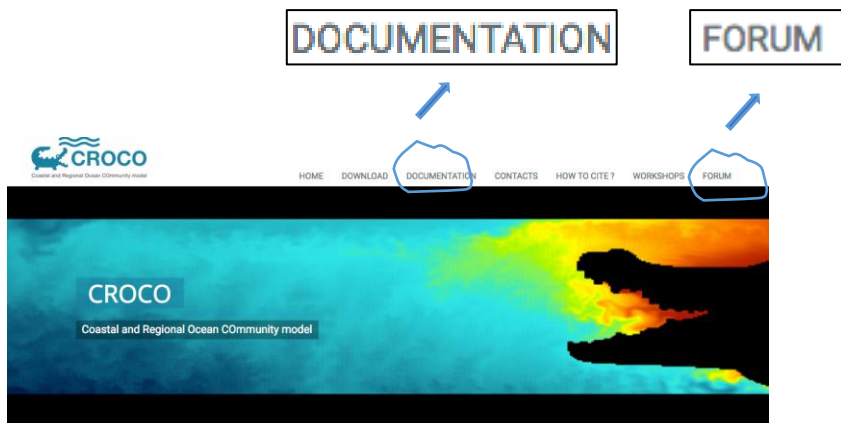 DOCUMENTATION FORUM
CROCO
Coastal and Regional Ocean COmmunity model
HOME DOWNLOAD DOCUMENTATION CONTACTS HOW TO CITE ? WORKSHOPS FORUM
CROCO
Coastal and Regional Ocean COmmunity model